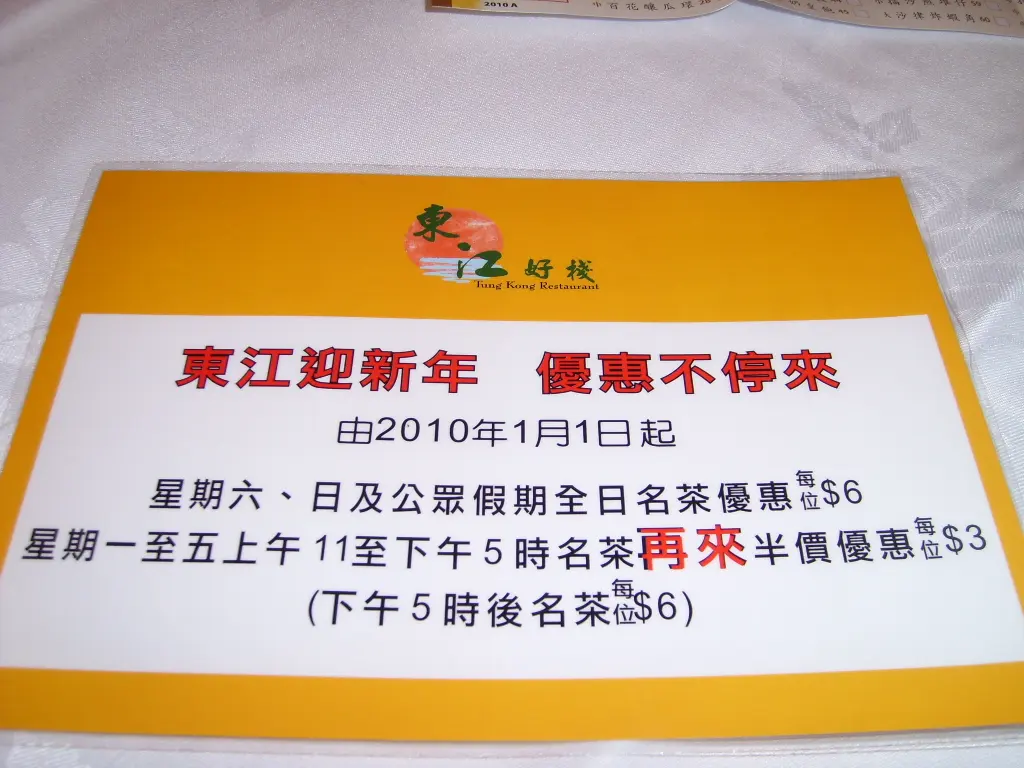 2010 A
東江好棧
Tung Kong Restaurant
東江迎新年 優惠不停來
由2010年1月1日起
星期六、日及公眾假期全日名茶優惠每位$6
星期一至五上午11至下午5時名茶再來半價優惠每位$3
(下午5時後名茶每位$6)